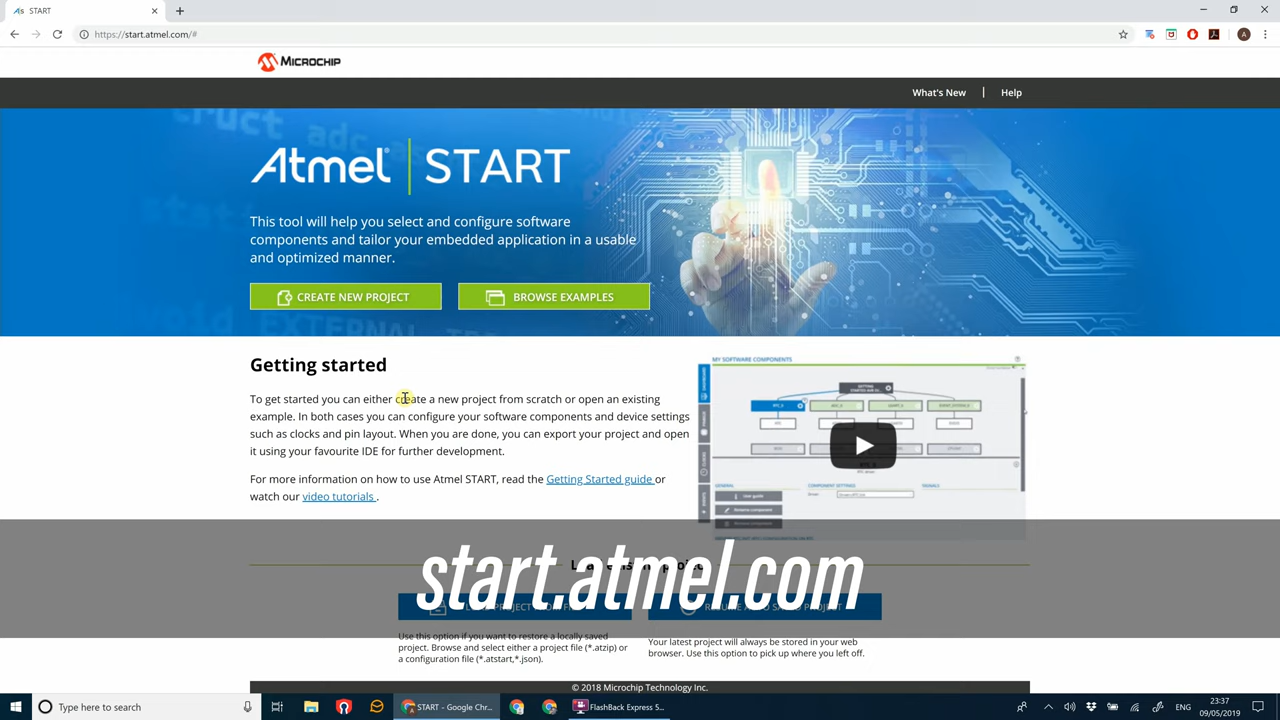 START
https://start.atmel.com/#
MICROCHIP
What's New | Help
Atmel | START
This tool will help you select and configure software
components and tailor your embedded application in a usable
and optimized manner.
CREATE NEW PROJECT
BROWSE EXAMPLES
Getting started
To get started you can either create a new project from scratch or open an existing
example. In both cases you can configure your software components and device settings
such as clocks and pin layout. When you are done, you can export your project and open
it using your favourite IDE for further development.
For more information on how to use Atmel START, read the Getting Started guide or
watch our video tutorials .
MY SOFTWARE COMPONENTS
start.atmel.com
Use this option if you want to restore a locally saved
project. Browse and select either a project file (*.atzip) or
a configuration file (*.atstart,*.json).
Your latest project will always be stored in your web
browser. Use this option to pick up where you left off.
© 2018 Microchip Technology Inc.
Type here to search
START - Google Chr...
FlashBack Express 5...
ENG
23:37
09/05/2019